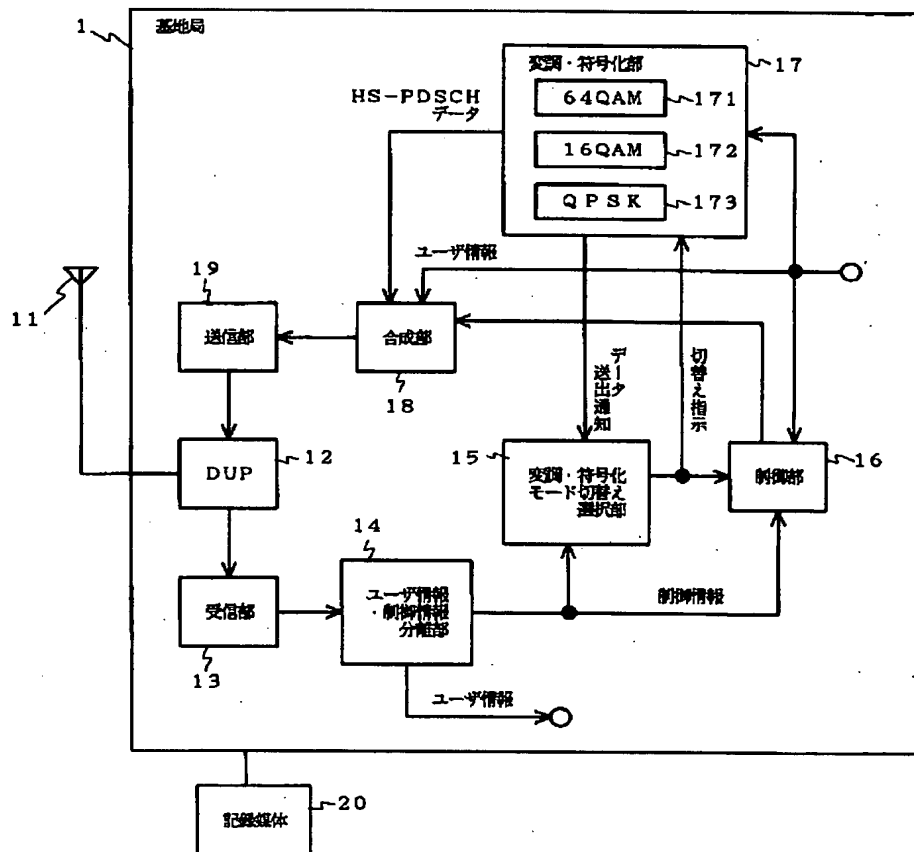 1
基地局
変調・符号化部
17
64QAM
171
16QAM
172
QPSK
173
HS-PDSCH
データ
ユーザ情報
11
19
送信部
合成部
18
データ
送出通知
切替え指示
DUP
12
15
変調・符号化
モード切替え
選択部
制御部
16
14
ユーザ情報
・制御情報
分離部
受信部
13
制御情報
ユーザ情報
記録媒体
20